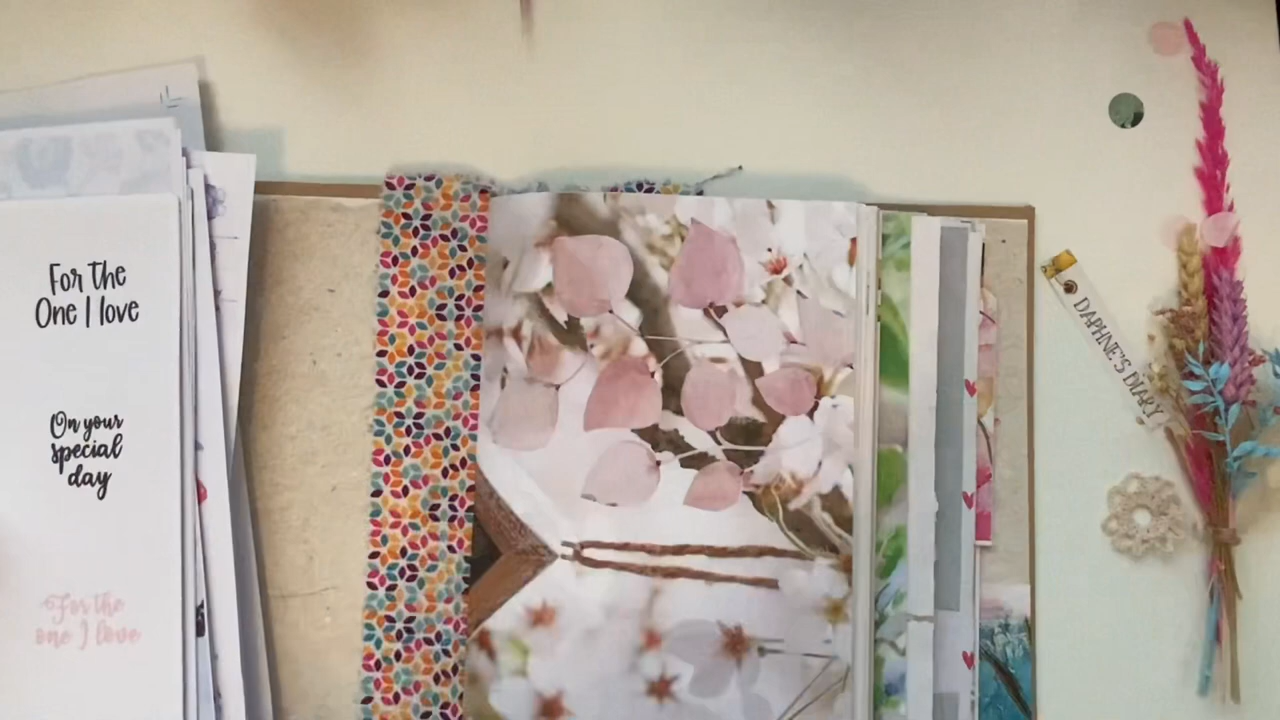 For the
One I love
On your
special
day
For the
one I love
DAPHNE'S DIARY